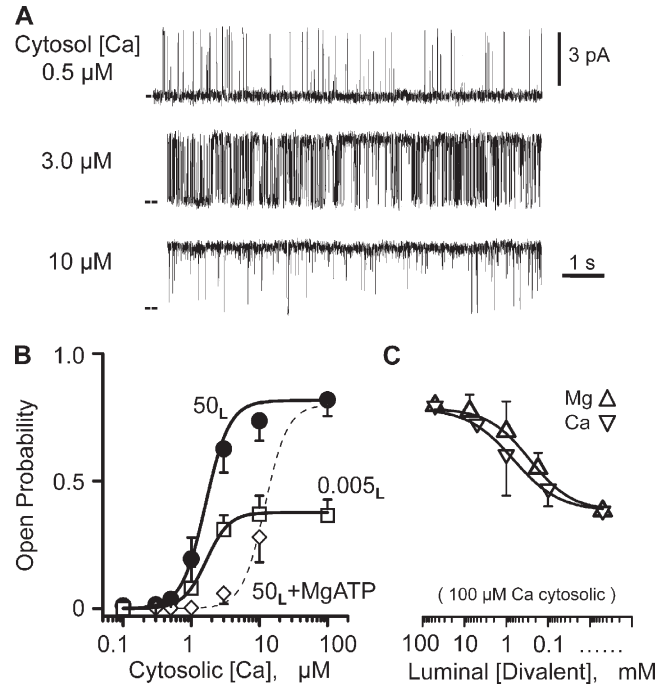 A
Cytosol [Ca]
0.5 µM
3 pA
3.0 µM
10 µM
1 s
B
C
1.0
0.5
0
Open Probability
50L
0.005L
50L+MgATP
0.1 1 10 100
Cytosolic [Ca], µM
Mg △
Ca ▽
( 100 µM Ca cytosolic )
100 10 1 0.1 ......
Luminal [Divalent], mM